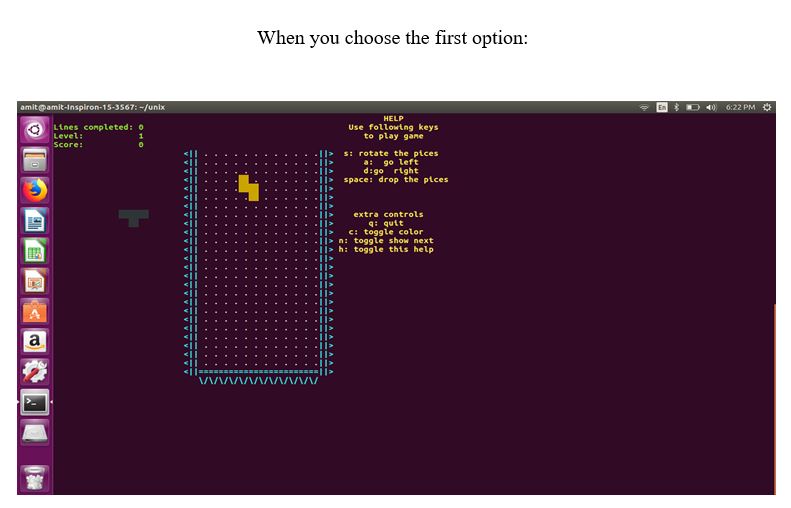 When you choose the first option:
amit@amit-Inspiron-15-3567: ~/unix
En
6:22 PM
Lines completed: 0
Level: 1
Score: 0
HELP
Use following keys
to play game
s: rotate the pices
a: go left
d:go right
space: drop the pices
extra controls
q: quit
c: toggle color
n: toggle show next
h: toggle this help